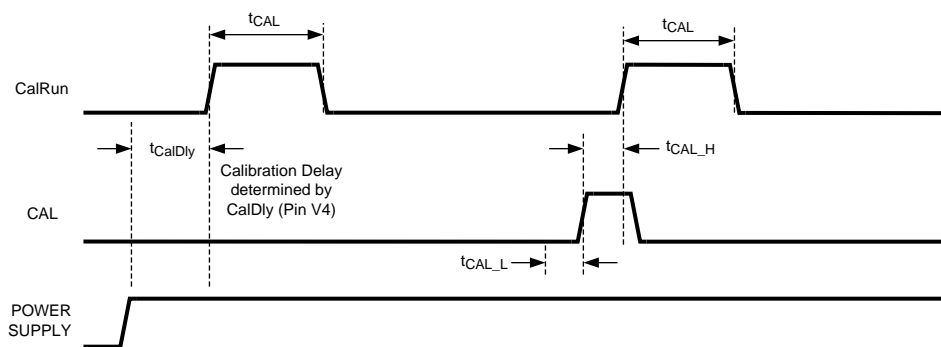 tCAL
tCAL
CalRun
tCalDly
Calibration Delay
determined by
CalDly (Pin V4)
tCAL_H
CAL
tCAL_L
POWER
SUPPLY